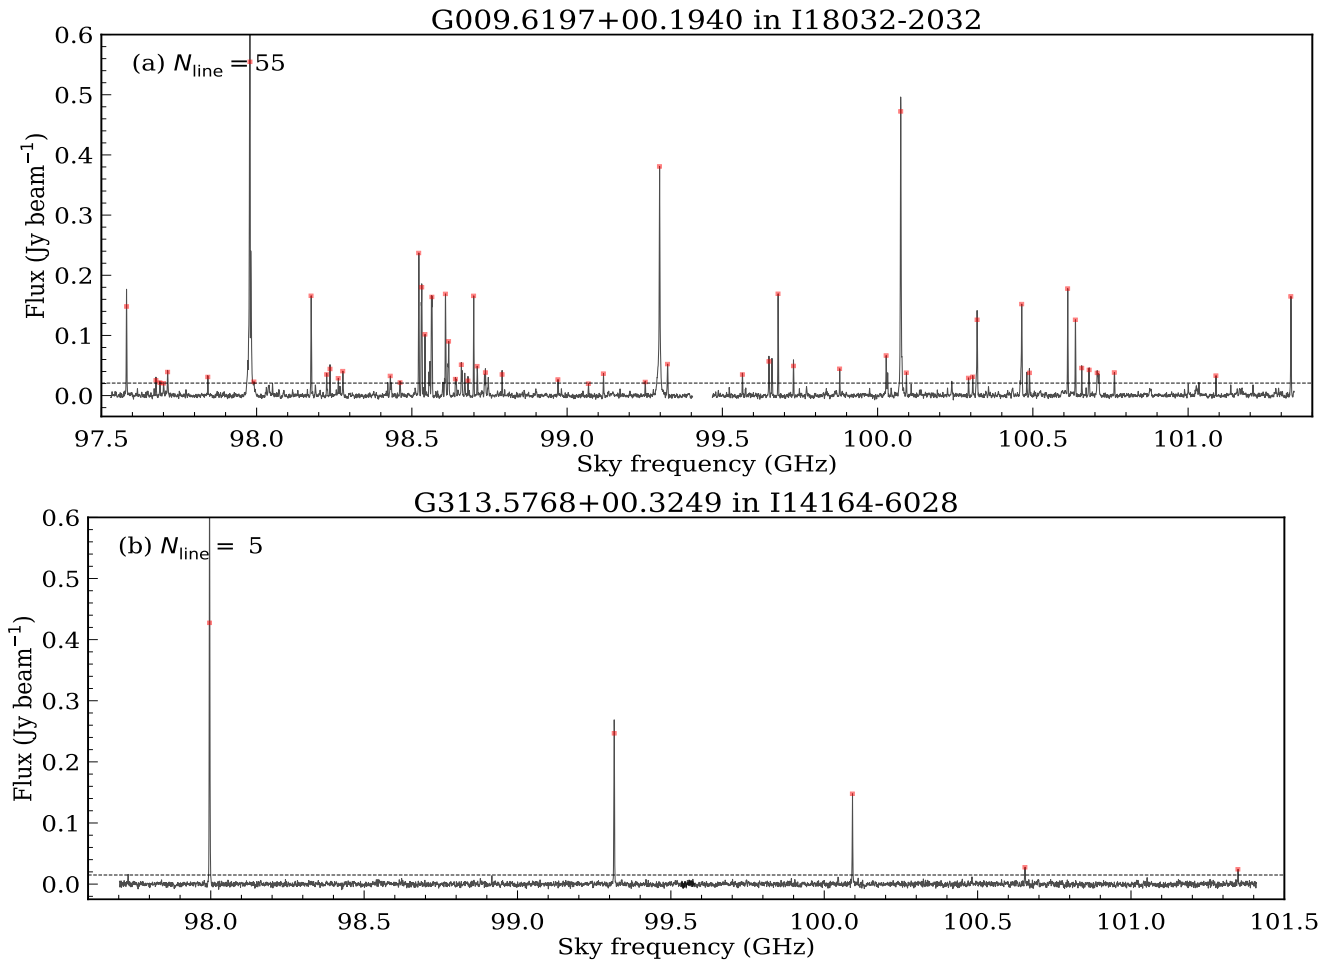 G009.6197+00.1940 in I18032-2032
(a) N_line = 55
0.6
0.5
0.4
0.3
0.2
0.1
0.0
Flux (Jy beam⁻¹)
97.5 98.0 98.5 99.0 99.5 100.0 100.5 101.0
Sky frequency (GHz)
G313.5768+00.3249 in I14164-6028
(b) N_line = 5
0.6
0.5
0.4
0.3
0.2
0.1
0.0
Flux (Jy beam⁻¹)
98.0 98.5 99.0 99.5 100.0 100.5 101.0 101.5
Sky frequency (GHz)